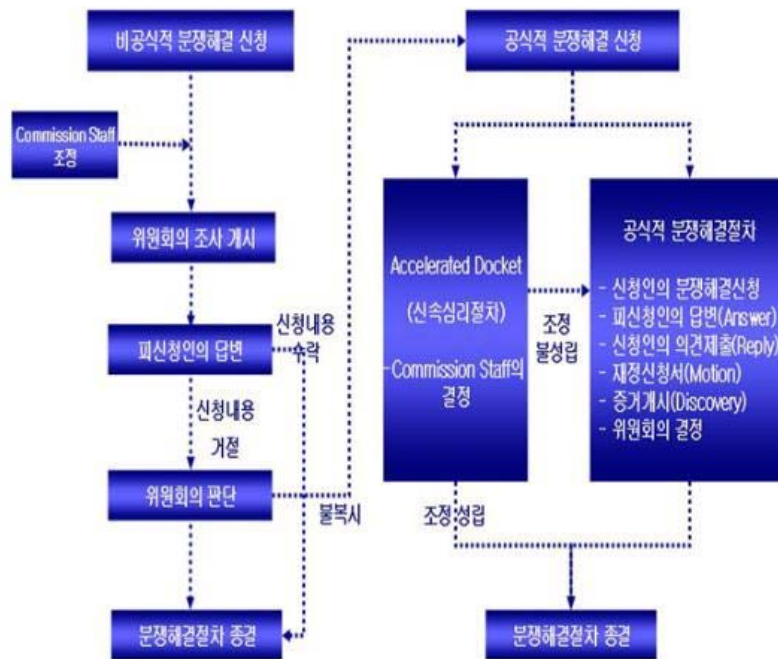 비공식적 분쟁해결 신청
Commission Staff
조정
위원회의 조사 개시
피신청인의 답변
신청내용
수락
신청내용
거절
위원회의 판단
불복시
분쟁해결절차 종결
공식적 분쟁해결 신청
Accelerated Docket
(신속심리절차)
-Commission Staff의
결정
조정
불성립
공식적 분쟁해결절차
- 신청인의 분쟁해결신청
- 피신청인의 답변(Answer)
- 신청인의 의견제출(Reply)
- 재정신청서(Motion)
- 증거개시(Discovery)
- 위원회의 결정
조정 성립
분쟁해결절차 종결